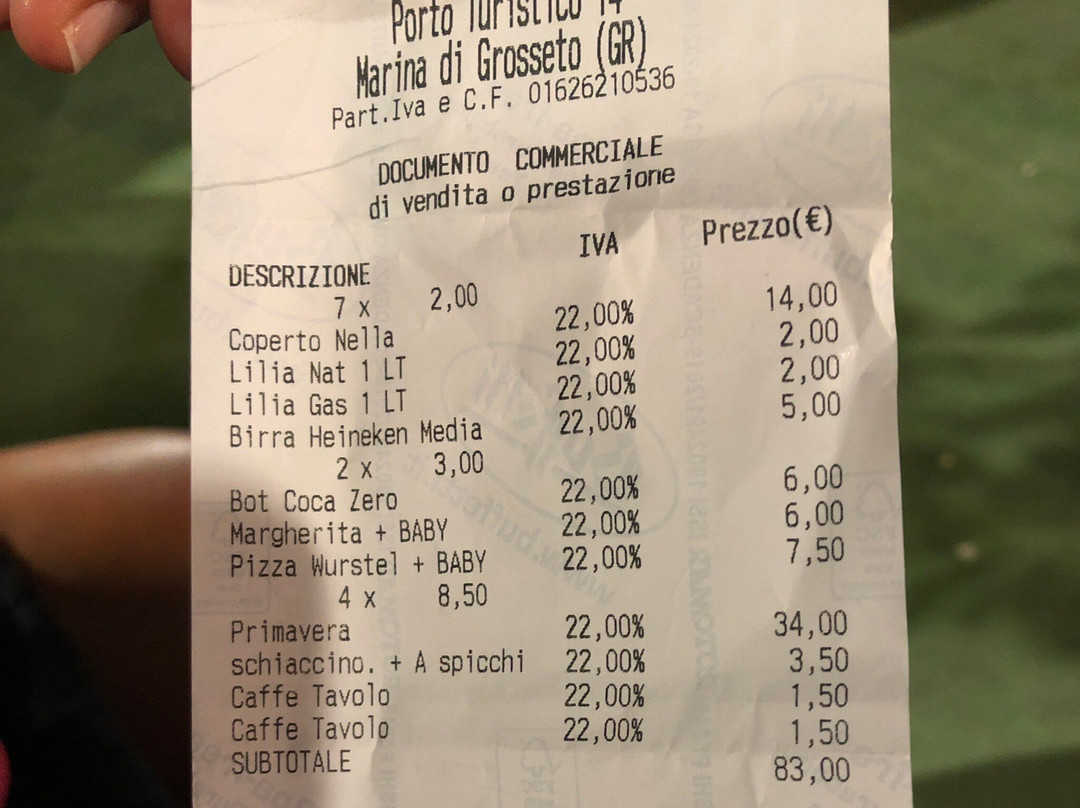 Porto Turistico 14
Marina di Grosseto (GR)
Part.Iva e C.F. 01626210536
DOCUMENTO COMMERCIALE
di vendita o prestazione
DESCRIZIONE IVA Prezzo(€)
7 x 2,00
Coperto Nella 22,00% 14,00
Lilia Nat 1 LT 22,00% 2,00
Lilia Gas 1 LT 22,00% 2,00
Birra Heineken Media 22,00% 5,00
2 x 3,00
Bot Coca Zero 22,00% 6,00
Margherita + BABY 22,00% 6,00
Pizza Wurstel + BABY 22,00% 7,50
4 x 8,50
Primavera 22,00% 34,00
schiaccino. + A spicchi 22,00% 3,50
Caffe Tavolo 22,00% 1,50
Caffe Tavolo 22,00% 1,50
SUBTOTALE 83,00